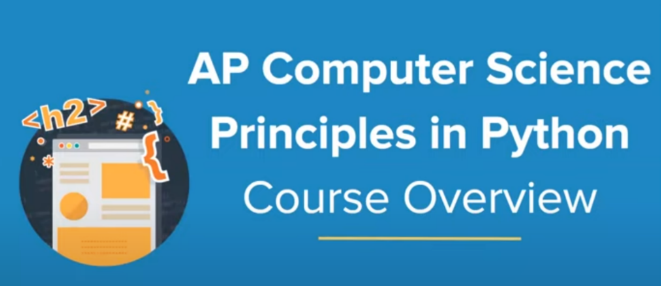 AP Computer Science
Principles in Python
Course Overview
<h2>
#
}
{
*